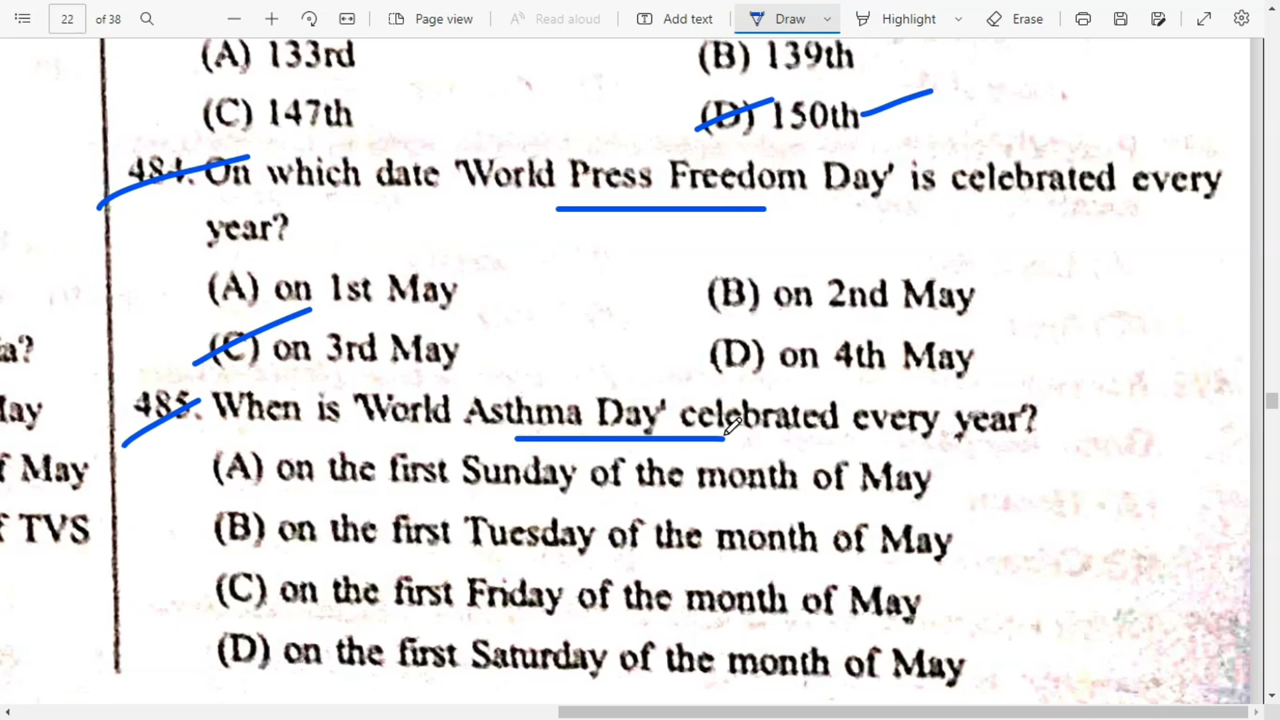 22 of 38 Page view Read aloud Add text Draw Highlight Erase
(A) 133rd (B) 139th
(C) 147th (D) 150th
484. On which date 'World Press Freedom Day' is celebrated every
year?
(A) on 1st May (B) on 2nd May
a? (C) on 3rd May (D) on 4th May
lay 485. When is 'World Asthma Day' celebrated every year?
f May (A) on the first Sunday of the month of May
f TVS (B) on the first Tuesday of the month of May
(C) on the first Friday of the month of May
(D) on the first Saturday of the month of May